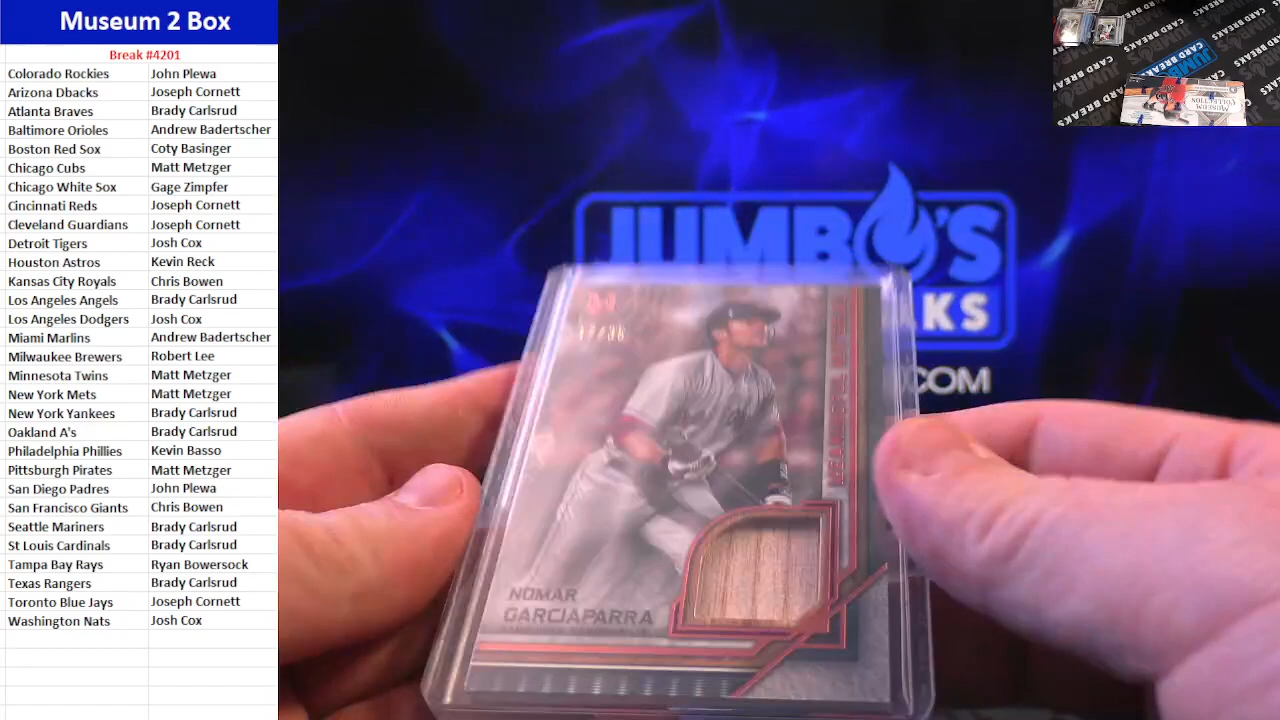 Museum 2 Box
Break #4201
Colorado Rockies John Plewa
Arizona Dbacks Joseph Cornett
Atlanta Braves Brady Carlsrud
Baltimore Orioles Andrew Badertscher
Boston Red Sox Coty Basinger
Chicago Cubs Matt Metzger
Chicago White Sox Gage Zimpfer
Cincinnati Reds Joseph Cornett
Cleveland Guardians Joseph Cornett
Detroit Tigers Josh Cox
Houston Astros Kevin Reck
Kansas City Royals Chris Bowen
Los Angeles Angels Brady Carlsrud
Los Angeles Dodgers Josh Cox
Miami Marlins Andrew Badertscher
Milwaukee Brewers Robert Lee
Minnesota Twins Matt Metzger
New York Mets Matt Metzger
New York Yankees Brady Carlsrud
Oakland A's Brady Carlsrud
Philadelphia Phillies Kevin Basso
Pittsburgh Pirates Matt Metzger
San Diego Padres John Plewa
San Francisco Giants Chris Bowen
Seattle Mariners Brady Carlsrud
St Louis Cardinals Brady Carlsrud
Tampa Bay Rays Ryan Bowersock
Texas Rangers Brady Carlsrud
Toronto Blue Jays Joseph Cornett
Washington Nats Josh Cox
JUMBO'S
AKS
.COM
NOMAR
GARCIAPARRA
CARD BREAKS
MUSEUM
COLLECTION